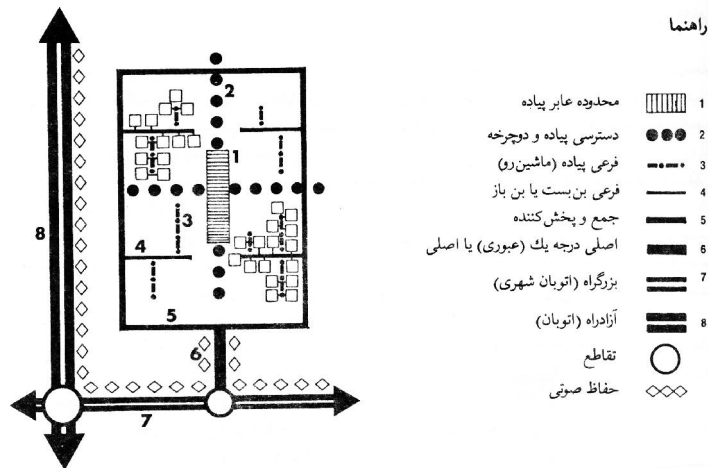 راهنما
1 محدوده عابر پیاده
2 دسترسی پیاده و دوچرخه
3 فرعی پیاده (ماشین‌رو)
4 فرعی بن‌بست یا بن باز
5 جمع و پخش‌کننده
6 اصلی درجه یك (عبوری) یا اصلی
7 بزرگراه (اتوبان شهری)
8 آزادراه (اتوبان)
تقاطع
حفاظ صوتی
2
1
3
8
4
5
6
7